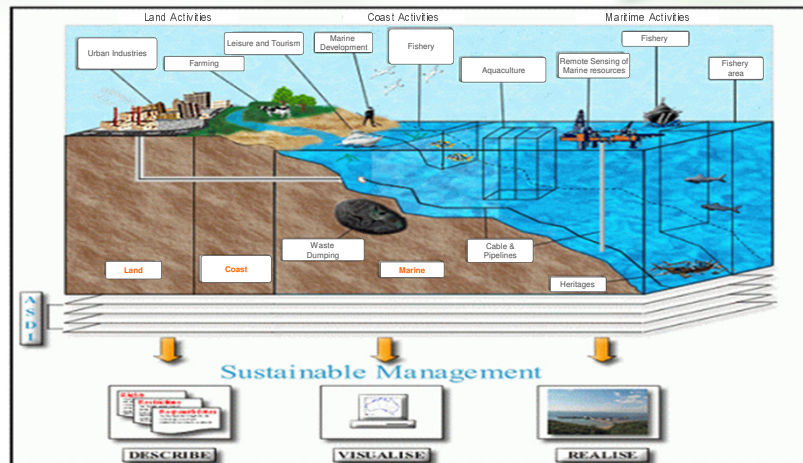 Land Activities
Coast Activities
Maritime Activities
Urban Industries
Farming
Leisure and Tourism
Marine
Development
Fishery
Aquaculture
Remote Sensing of
Marine resources
Fishery
Fishery
area
Waste
Dumping
Cable &
Pipelines
Heritages
Land
Coast
Marine
ASDI
Sustainable Management
Responsibilities
DESCRIBE
VISUALISE
REALISE